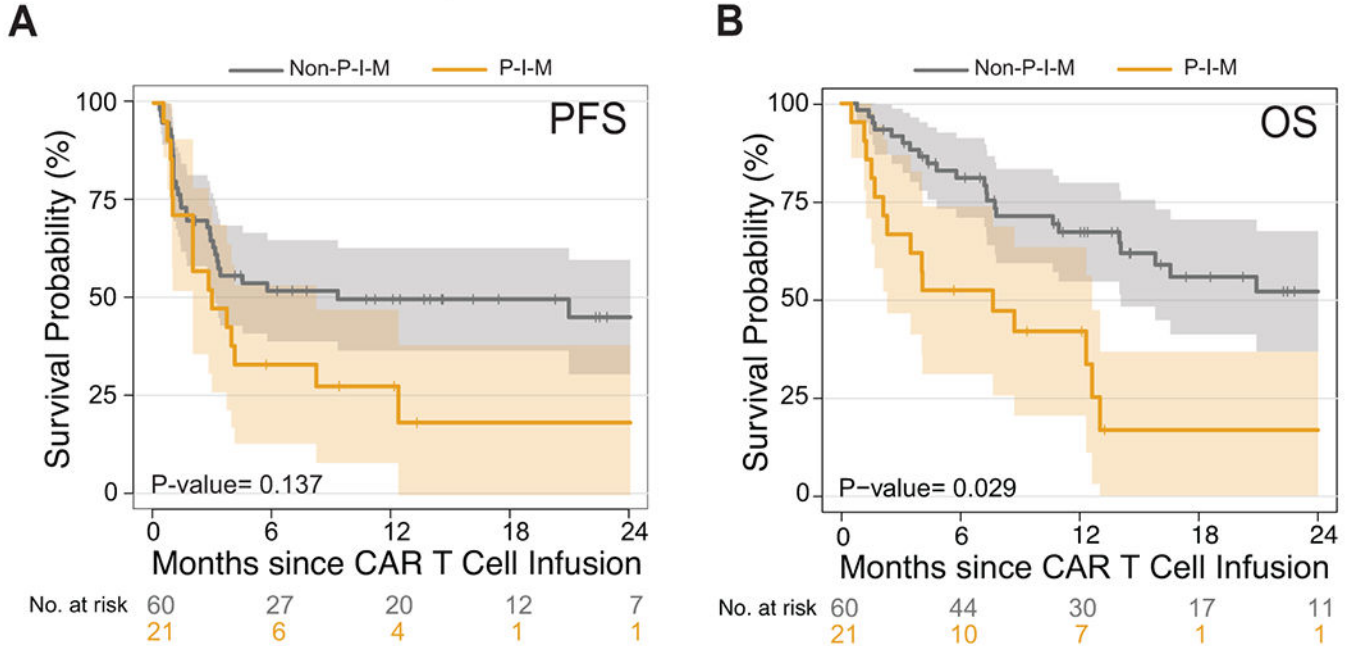 A
Non-P-I-M
P-I-M
PFS
Survival Probability (%)
100
75
50
25
0
P-value= 0.137
0 6 12 18 24
Months since CAR T Cell Infusion
No. at risk 60 27 20 12 7
21 6 4 1 1
B
Non-P-I-M
P-I-M
OS
Survival Probability (%)
100
75
50
25
0
P−value= 0.029
0 6 12 18 24
Months since CAR T Cell Infusion
No. at risk 60 44 30 17 11
21 10 7 1 1